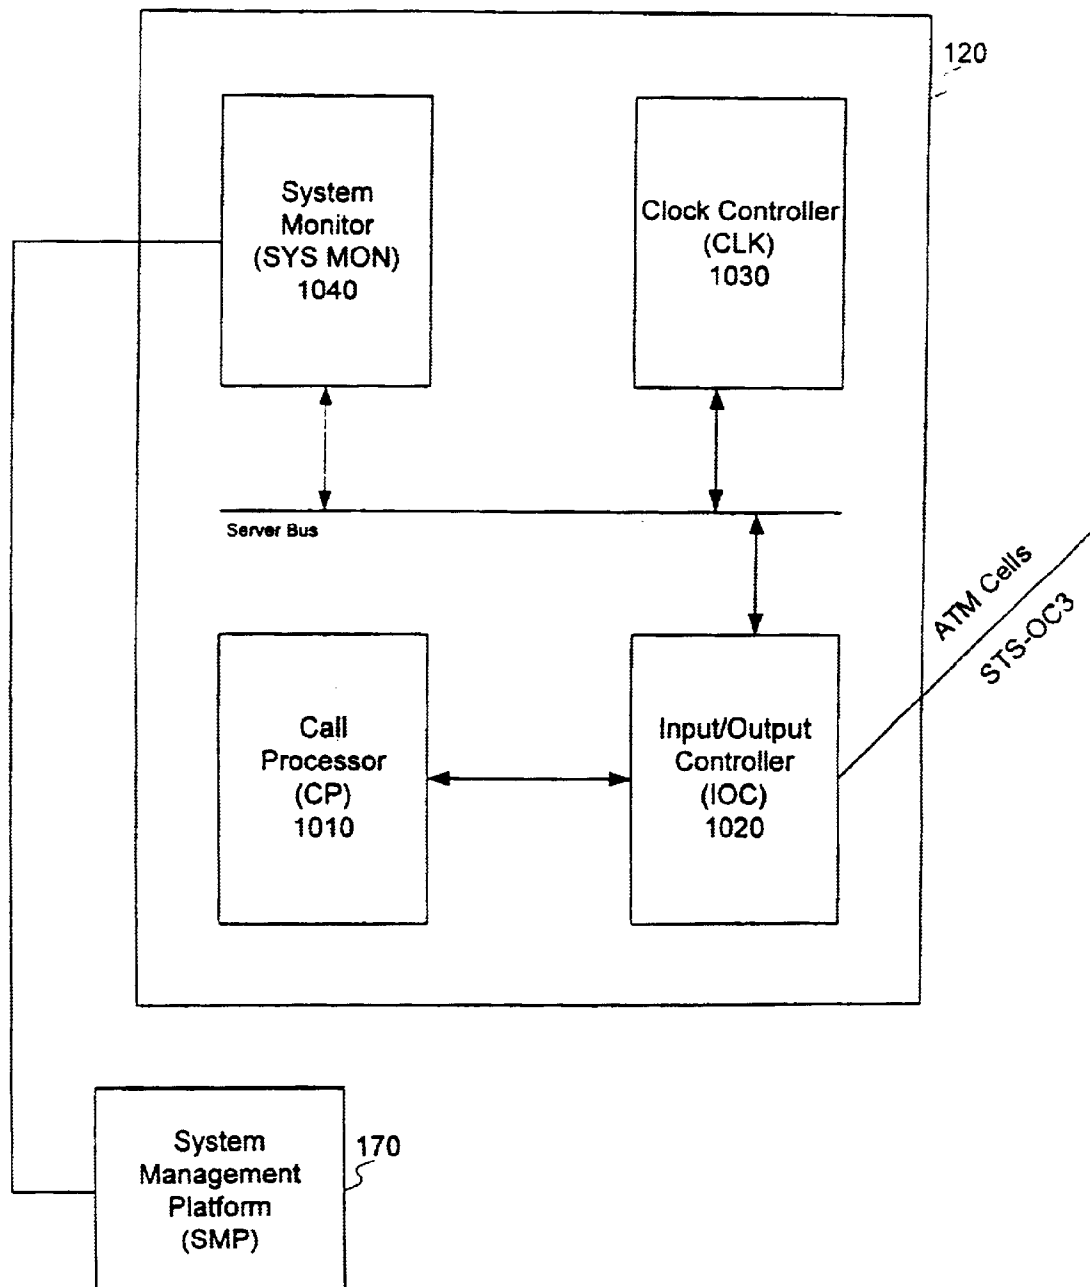 120
System
Monitor
(SYS MON)
1040
Clock Controller
(CLK)
1030
Server Bus
ATM Cells
STS-OC3
Call
Processor
(CP)
1010
Input/Output
Controller
(IOC)
1020
System
Management
Platform
(SMP)
170